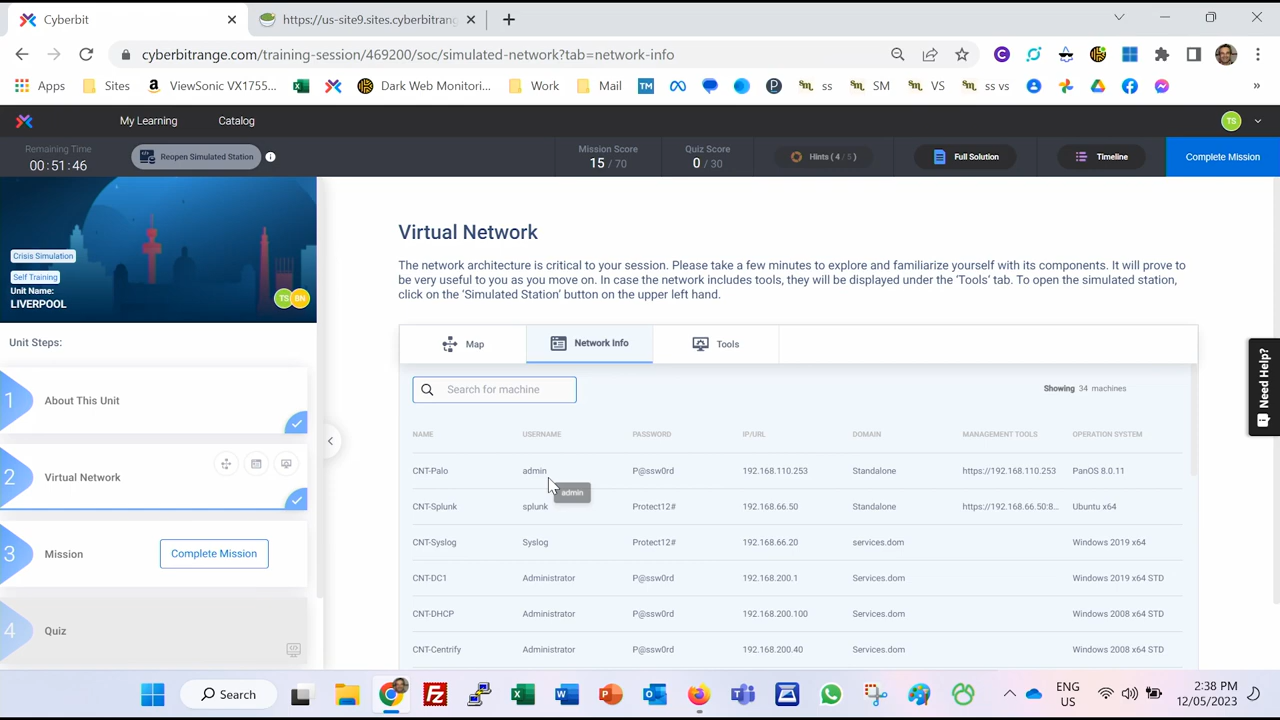 Cyberbit
https://us-site9.sites.cyberbitrang
cyberbitrange.com/training-session/469200/soc/simulated-network?tab=network-info
Apps
Sites
ViewSonic VX1755...
Dark Web Monitori...
Work
Mail
TM
ss
SM
VS
ss vs
»
My Learning
Catalog
TS
Remaining Time
00:51:46
Reopen Simulated Station
Mission Score
15 / 70
Quiz Score
0 / 30
Hints ( 4 / 5 )
Full Solution
Timeline
Complete Mission
Crisis Simulation
Self Training
Unit Name:
LIVERPOOL
TS BN
Unit Steps:
1 About This Unit
2 Virtual Network
3 Mission
Complete Mission
4 Quiz
Virtual Network
The network architecture is critical to your session. Please take a few minutes to explore and familiarize yourself with its components. It will prove to
be very useful to you as you move on. In case the network includes tools, they will be displayed under the 'Tools' tab. To open the simulated station,
click on the 'Simulated Station' button on the upper left hand.
Map
Network Info
Tools
Search for machine
Showing 34 machines
NAME USERNAME PASSWORD IP/URL DOMAIN MANAGEMENT TOOLS OPERATION SYSTEM
CNT-Palo admin P@ssw0rd 192.168.110.253 Standalone https://192.168.110.253 PanOS 8.0.11
admin
CNT-Splunk splunk Protect12# 192.168.66.50 Standalone https://192.168.66.50:8... Ubuntu x64
CNT-Syslog Syslog Protect12# 192.168.66.20 services.dom Windows 2019 x64
CNT-DC1 Administrator P@ssw0rd 192.168.200.1 Services.dom Windows 2019 x64 STD
CNT-DHCP Administrator P@ssw0rd 192.168.200.100 Services.dom Windows 2008 x64 STD
CNT-Centrify Administrator P@ssw0rd 192.168.200.40 Services.dom Windows 2008 x64 STD
Need Help?
Search
ENG
US
2:38 PM
12/05/2023